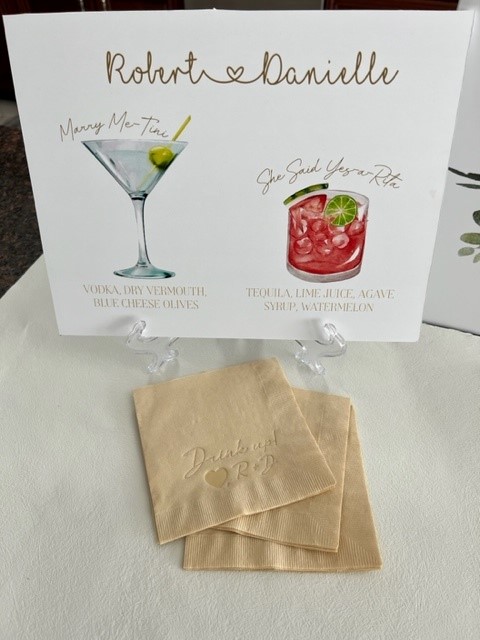 Robert Danielle
Marry Me-Tini
She Said Yes-a-Rita
VODKA, DRY VERMOUTH,
BLUE CHEESE OLIVES
TEQUILA, LIME JUICE, AGAVE
SYRUP, WATERMELON
Drink up!
R & D